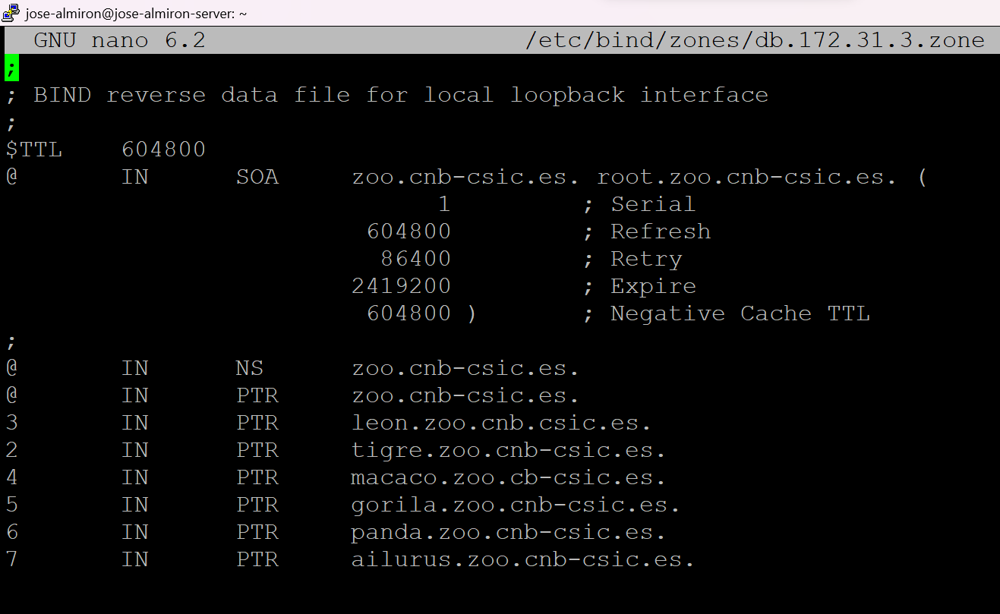 jose-almiron@jose-almiron-server: ~
GNU nano 6.2 /etc/bind/zones/db.172.31.3.zone
;
; BIND reverse data file for local loopback interface
;
$TTL 604800
@ IN SOA zoo.cnb-csic.es. root.zoo.cnb-csic.es. (
1 ; Serial
604800 ; Refresh
86400 ; Retry
2419200 ; Expire
604800 ) ; Negative Cache TTL
;
@ IN NS zoo.cnb-csic.es.
@ IN PTR zoo.cnb-csic.es.
3 IN PTR leon.zoo.cnb.csic.es.
2 IN PTR tigre.zoo.cnb-csic.es.
4 IN PTR macaco.zoo.cb-csic.es.
5 IN PTR gorila.zoo.cnb-csic.es.
6 IN PTR panda.zoo.cnb-csic.es.
7 IN PTR ailurus.zoo.cnb-csic.es.